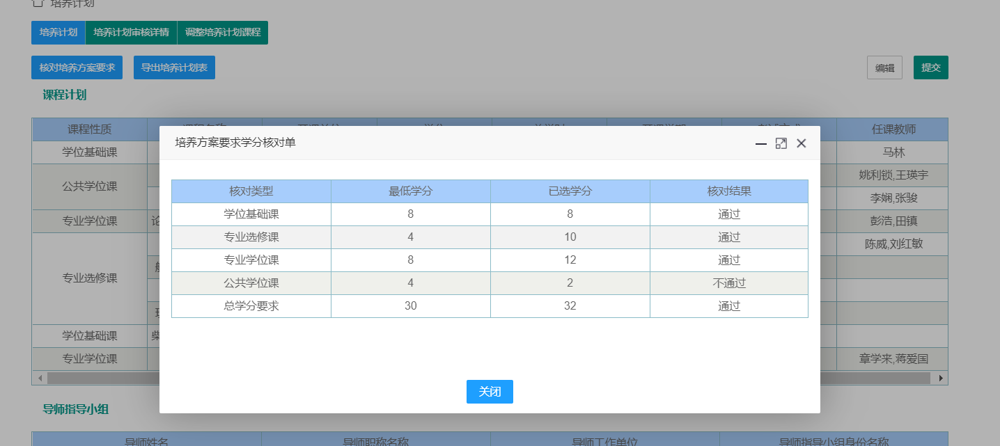 培养计划
培养计划 培养计划审核详情 调整培养计划课程
核对培养方案要求 导出培养计划表 编辑 提交
课程计划
课程性质 任课教师
学位基础课 马林
公共学位课 姚利锁,王瑛宇
李娴,张骏
专业学位课 论 彭浩,田镇
陈威,刘红敏
专业选修课
学位基础课 柴
专业学位课 章学来,蒋爱国
培养方案要求学分核对单
核对类型 最低学分 已选学分 核对结果
学位基础课 8 8 通过
专业选修课 4 10 通过
专业学位课 8 12 通过
公共学位课 4 2 不通过
总学分要求 30 32 通过
关闭
导师指导小组
导师姓名 导师职称名称 导师工作单位 导师指导小组身份名称